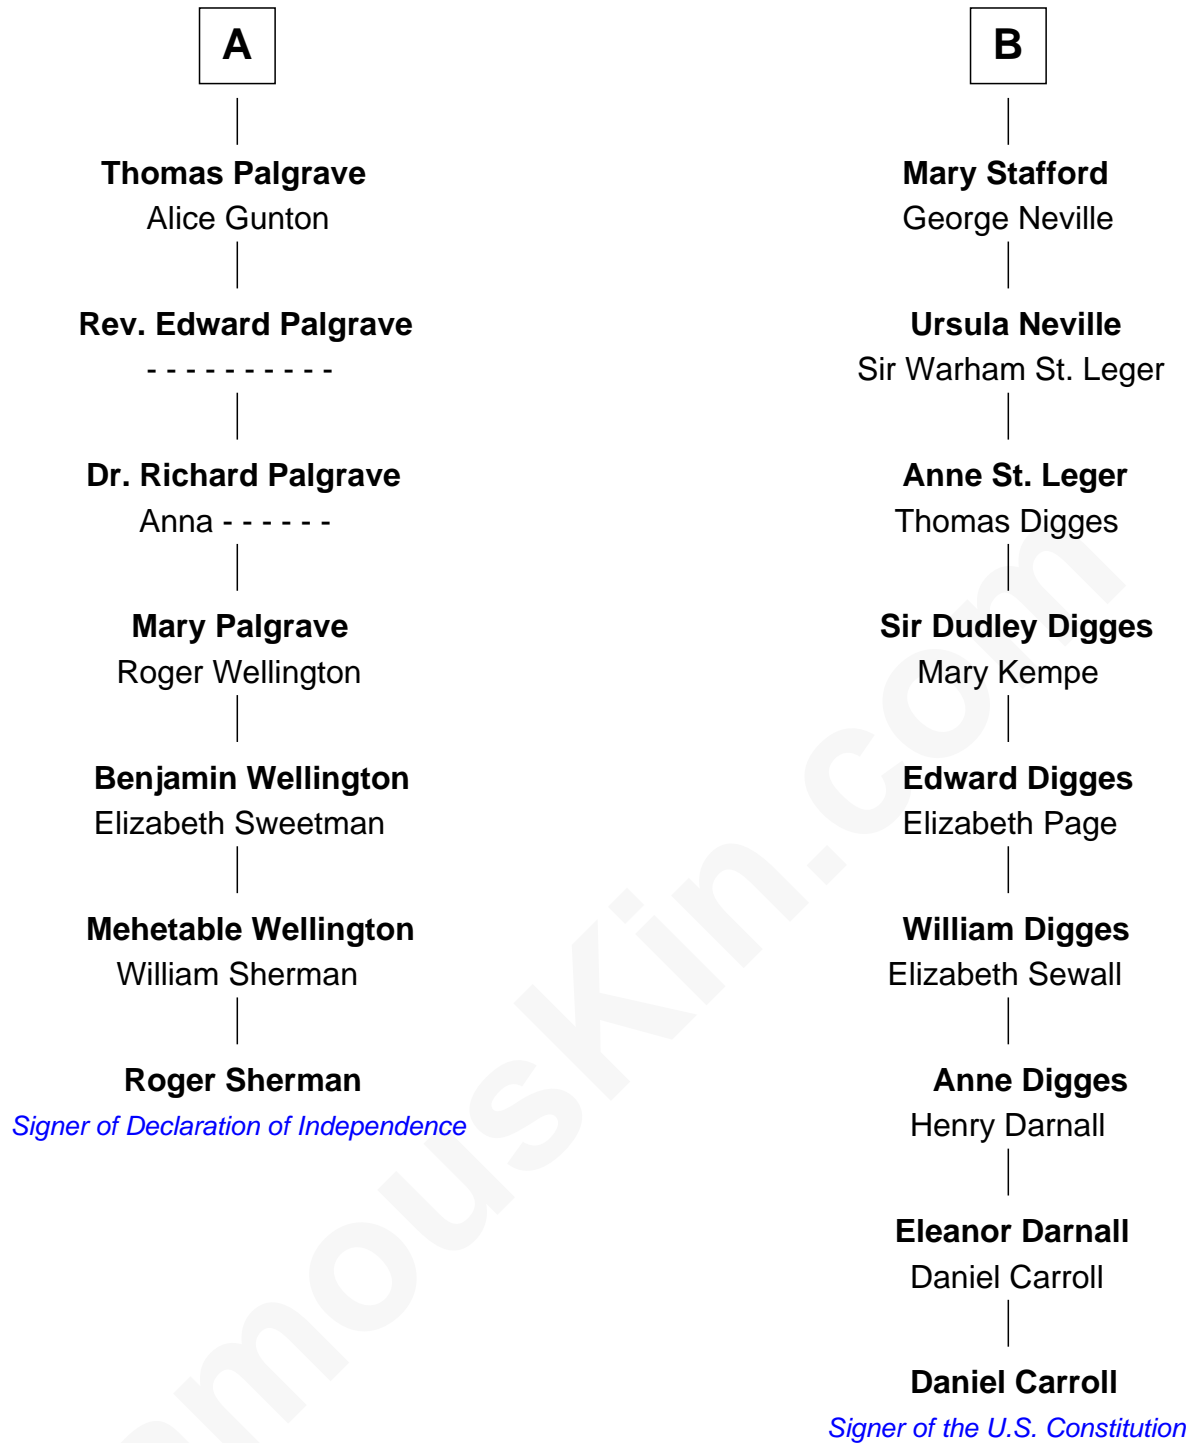 A
Thomas Palgrave
Alice Gunton
Rev. Edward Palgrave
- - - - - - - - - -
Dr. Richard Palgrave
Anna - - - - - -
Mary Palgrave
Roger Wellington
Benjamin Wellington
Elizabeth Sweetman
Mehetable Wellington
William Sherman
Roger Sherman
Signer of Declaration of Independence
B
Mary Stafford
George Neville
Ursula Neville
Sir Warham St. Leger
Anne St. Leger
Thomas Digges
Sir Dudley Digges
Mary Kempe
Edward Digges
Elizabeth Page
William Digges
Elizabeth Sewall
Anne Digges
Henry Darnall
Eleanor Darnall
Daniel Carroll
Daniel Carroll
Signer of the U.S. Constitution
amousKin.com